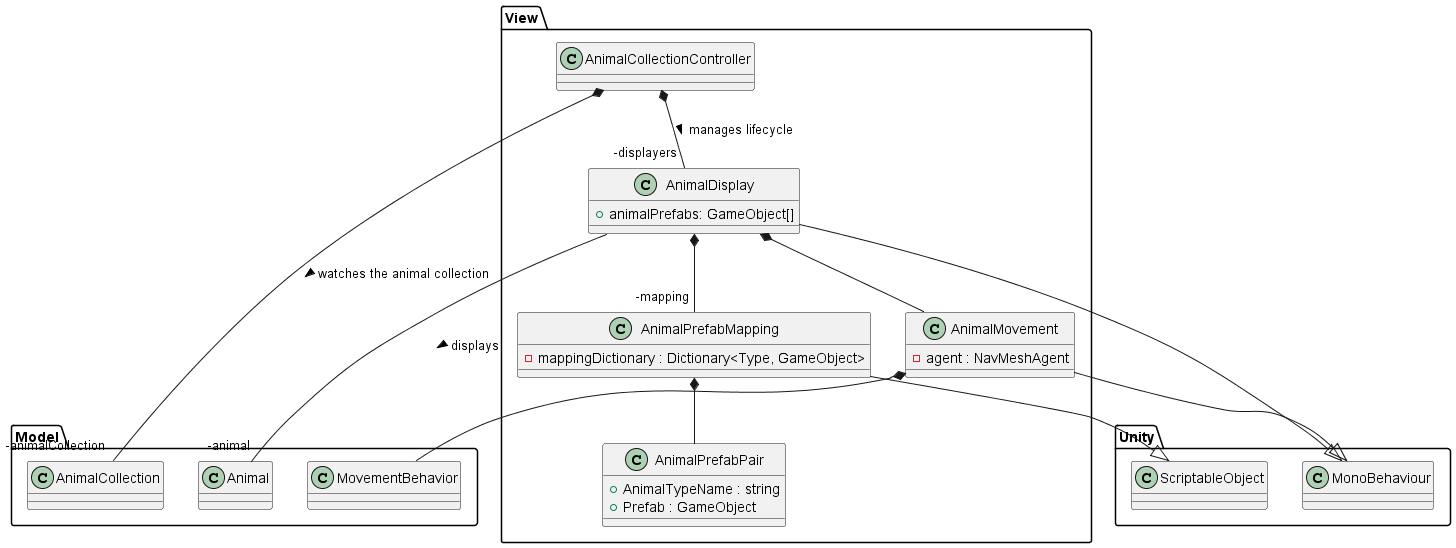 View
C AnimalCollectionController
manages lifecycle
-displayers
C AnimalDisplay
animalPrefabs: GameObject[]
watches the animal collection
-mapping
C AnimalPrefabMapping
mappingDictionary : Dictionary<Type, GameObject>
C AnimalMovement
agent : NavMeshAgent
displays
Model
-animalCollection
-animal
C AnimalCollection
C Animal
C MovementBehavior
C AnimalPrefabPair
AnimalTypeName : string
Prefab : GameObject
Unity
C ScriptableObject
C MonoBehaviour